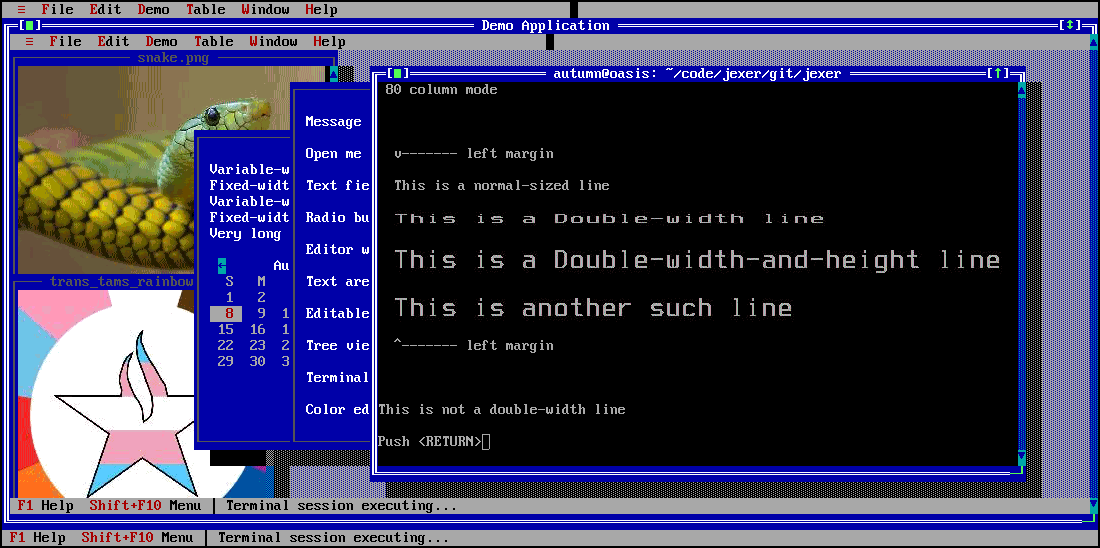 ≡ File Edit Demo Table Window Help
Demo Application
≡ File Edit Demo Table Window Help
snake.png
autumn@oasis: ~/code/jexer/git/jexer
80 column mode
Message
Open me
Text fie
Radio bu
Editor w
Text are
Editable
Tree vie
Terminal
Color ed
Variable-w
Fixed-widt
Variable-w
Fixed-widt
Very long
Au
S M
1 2
8 9 1
15 16 1
22 23 2
29 30 3
trans_tams_rainbow
v------- left margin
This is a normal-sized line
This is a Double-width line
This is a Double-width-and-height line
This is another such line
^------- left margin
This is not a double-width line
Push <RETURN>
F1 Help Shift+F10 Menu │ Terminal session executing...
F1 Help Shift+F10 Menu │ Terminal session executing...